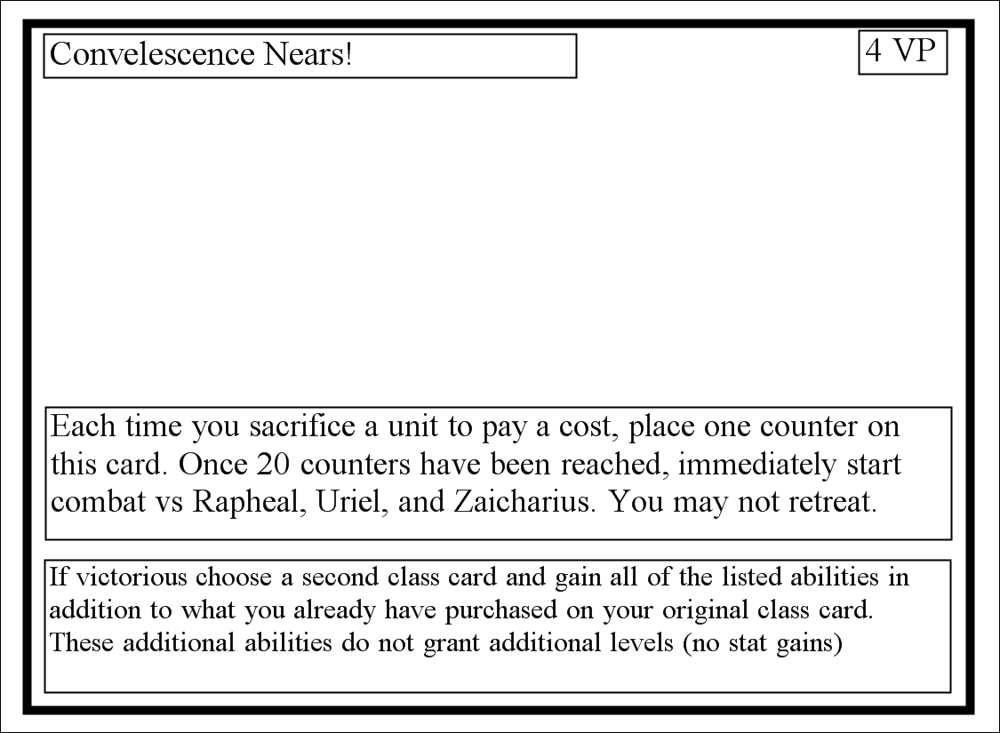 Convelescence Nears!
4 VP
Each time you sacrifice a unit to pay a cost, place one counter on
this card. Once 20 counters have been reached, immediately start
combat vs Rapheal, Uriel, and Zaicharius. You may not retreat.
If victorious choose a second class card and gain all of the listed abilities in
addition to what you already have purchased on your original class card.
These additional abilities do not grant additional levels (no stat gains)